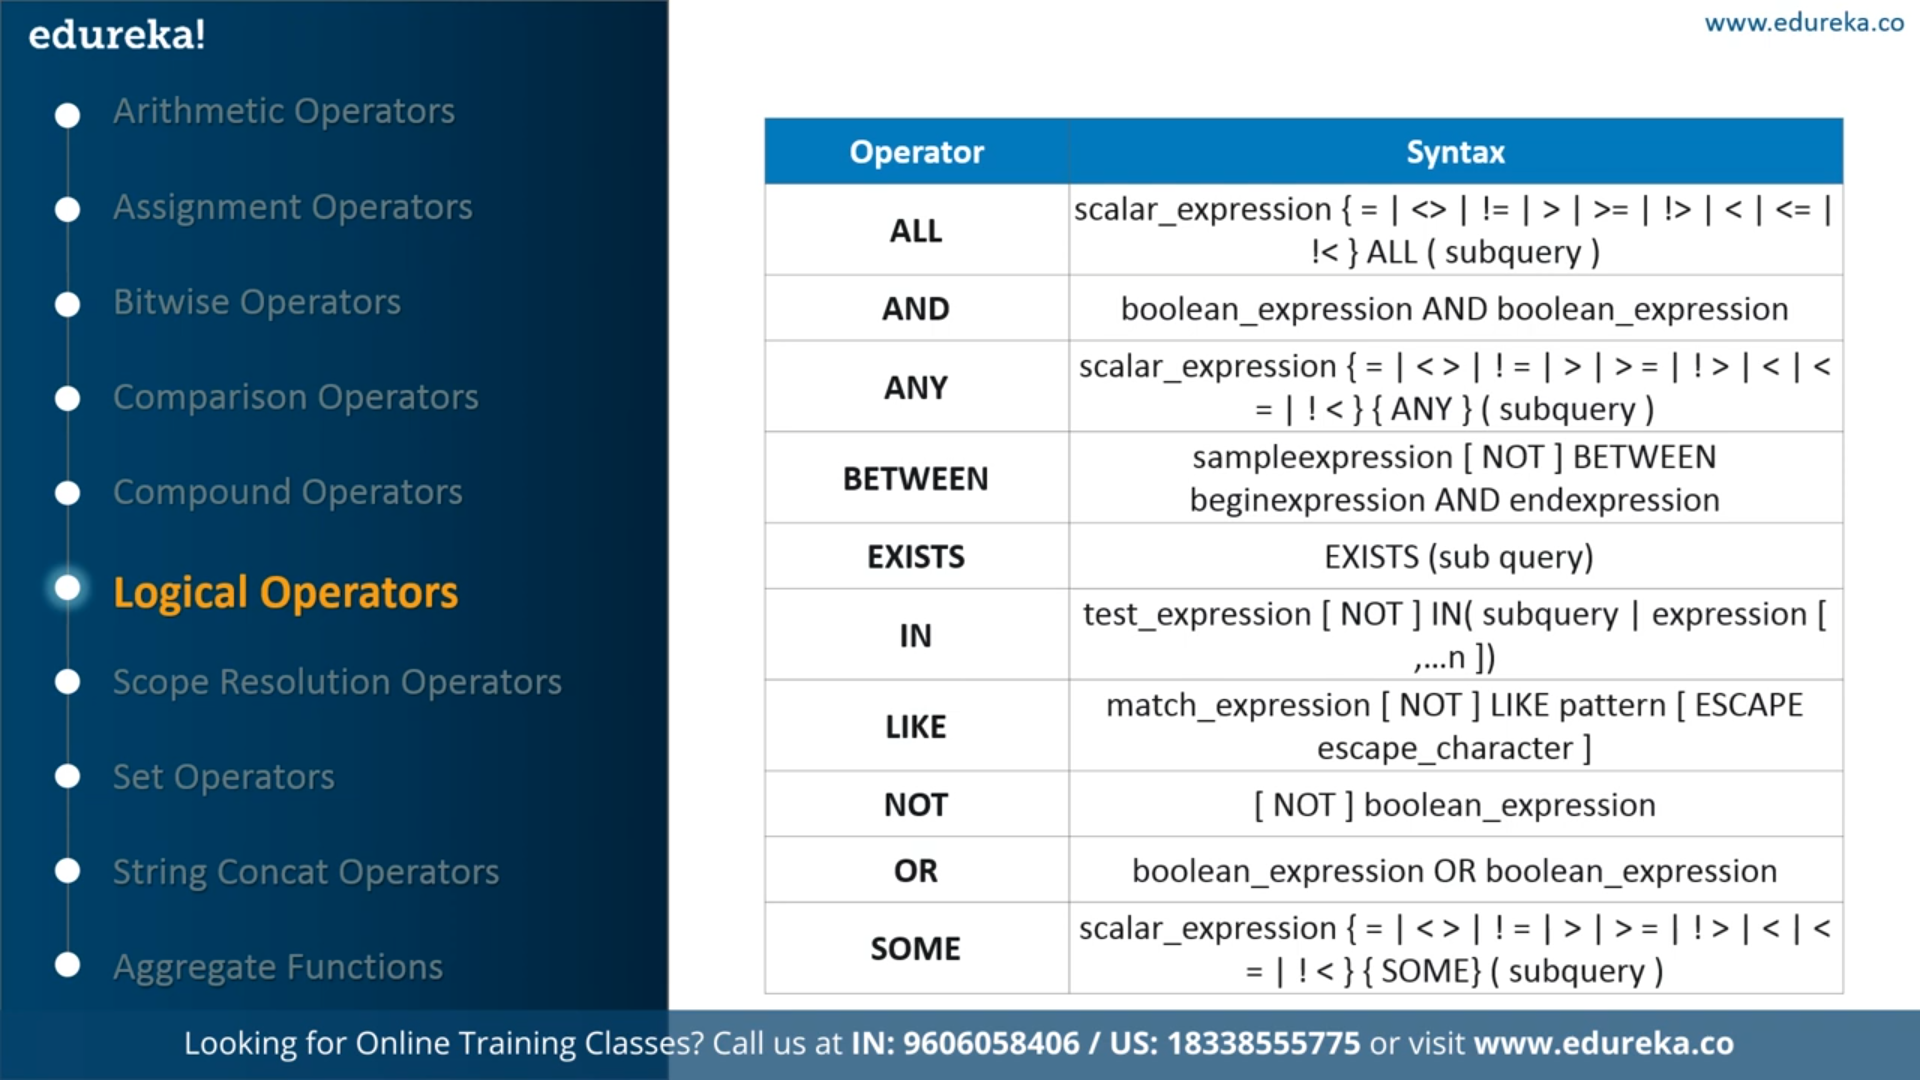 edureka!
www.edureka.co
Arithmetic Operators
Assignment Operators
Bitwise Operators
Comparison Operators
Compound Operators
Logical Operators
Scope Resolution Operators
Set Operators
String Concat Operators
Aggregate Functions
Operator
Syntax
ALL
scalar_expression { = | <> | != | > | >= | !> | < | <= |
!< } ALL ( subquery )
AND
boolean_expression AND boolean_expression
ANY
scalar_expression { = | < > | ! = | > | > = | ! > | < | <
= | ! < } { ANY } ( subquery )
BETWEEN
sampleexpression [ NOT ] BETWEEN
beginexpression AND endexpression
EXISTS
EXISTS (sub query)
IN
test_expression [ NOT ] IN( subquery | expression [
,...n ])
LIKE
match_expression [ NOT ] LIKE pattern [ ESCAPE
escape_character ]
NOT
[ NOT ] boolean_expression
OR
boolean_expression OR boolean_expression
SOME
scalar_expression { = | < > | ! = | > | > = | ! > | < | <
= | ! < } { SOME} ( subquery )
Looking for Online Training Classes? Call us at IN: 9606058406 / US: 18338555775 or visit www.edureka.co